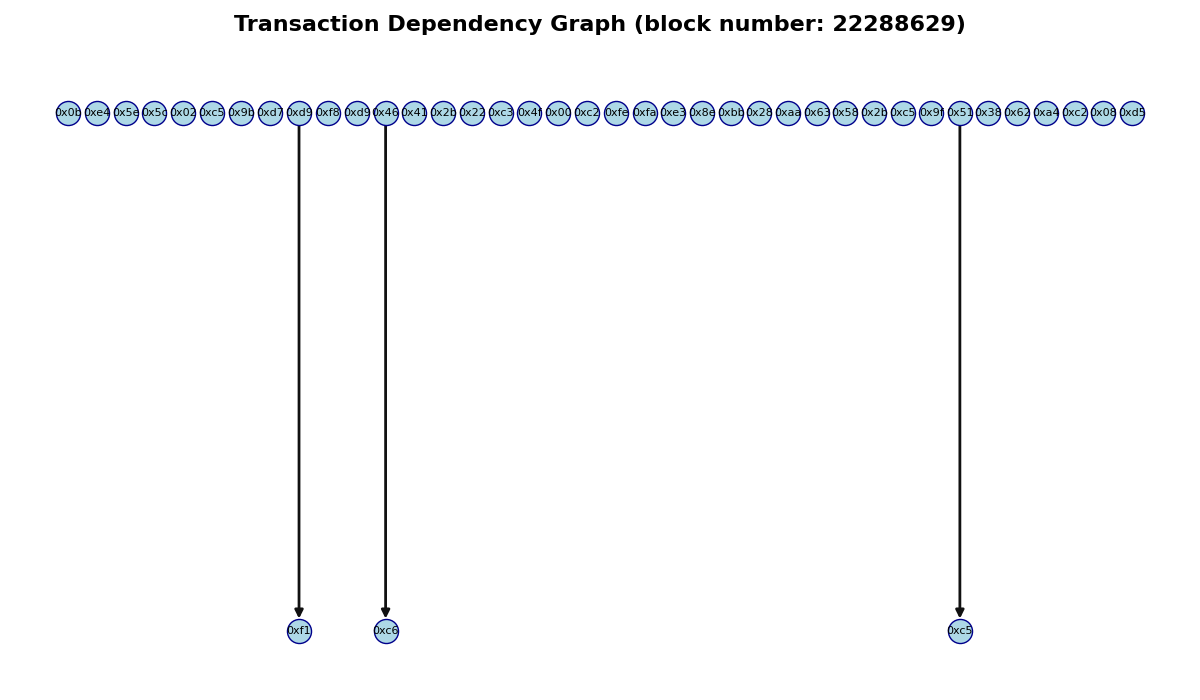 Transaction Dependency Graph (block number: 22288629)
0x0b 0xe4 0x5e 0x5c 0x02 0xc5 0x9b 0xd7 0xd9 0xf8 0xd9 0x46 0x41 0x2b 0x22 0xc3 0x4f 0x00 0xc2 0xfe 0xfa 0xe3 0x8e 0xbb 0x28 0xaa 0x63 0x58 0x2b 0xc5 0x9f 0x51 0x38 0x62 0xa4 0xc2 0x08 0xd5
0xf1 0xc6 0xc5